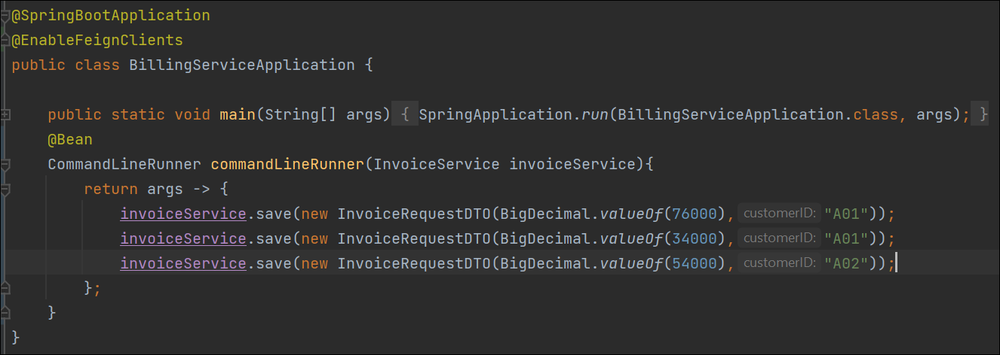 @SpringBootApplication
@EnableFeignClients
public class BillingServiceApplication {
public static void main(String[] args) { SpringApplication.run(BillingServiceApplication.class, args); }
@Bean
CommandLineRunner commandLineRunner(InvoiceService invoiceService){
return args -> {
invoiceService.save(new InvoiceRequestDTO(BigDecimal.valueOf(76000), customerID: "A01"));
invoiceService.save(new InvoiceRequestDTO(BigDecimal.valueOf(34000), customerID: "A01"));
invoiceService.save(new InvoiceRequestDTO(BigDecimal.valueOf(54000), customerID: "A02"));
};
}
}